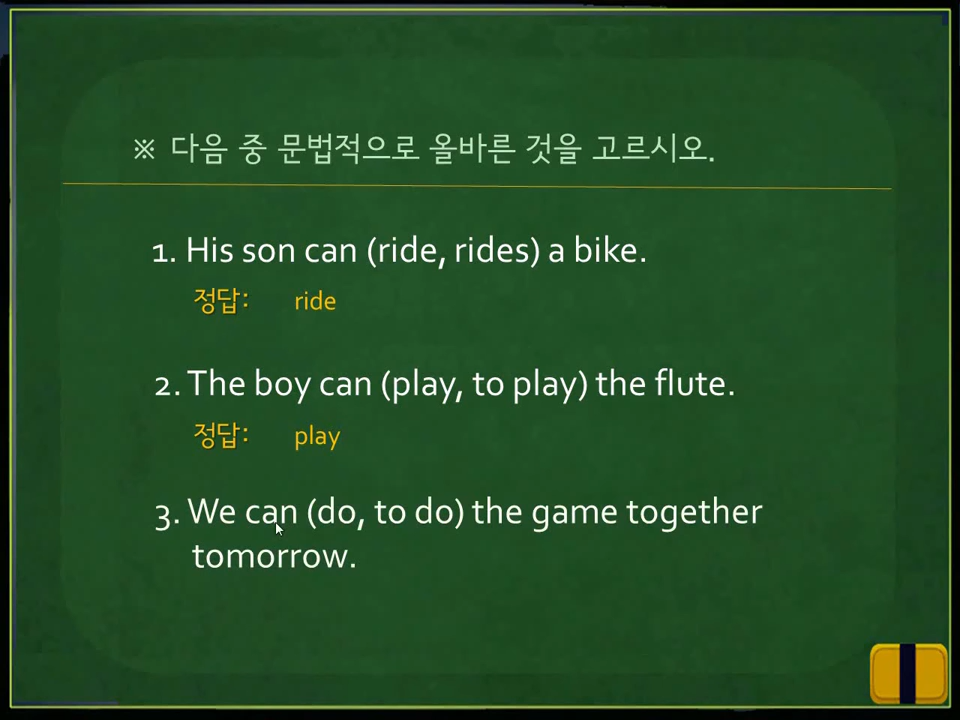 ※ 다음 중 문법적으로 올바른 것을 고르시오.
1. His son can (ride, rides) a bike.
정답: ride
2. The boy can (play, to play) the flute.
정답: play
3. We can (do, to do) the game together
tomorrow.